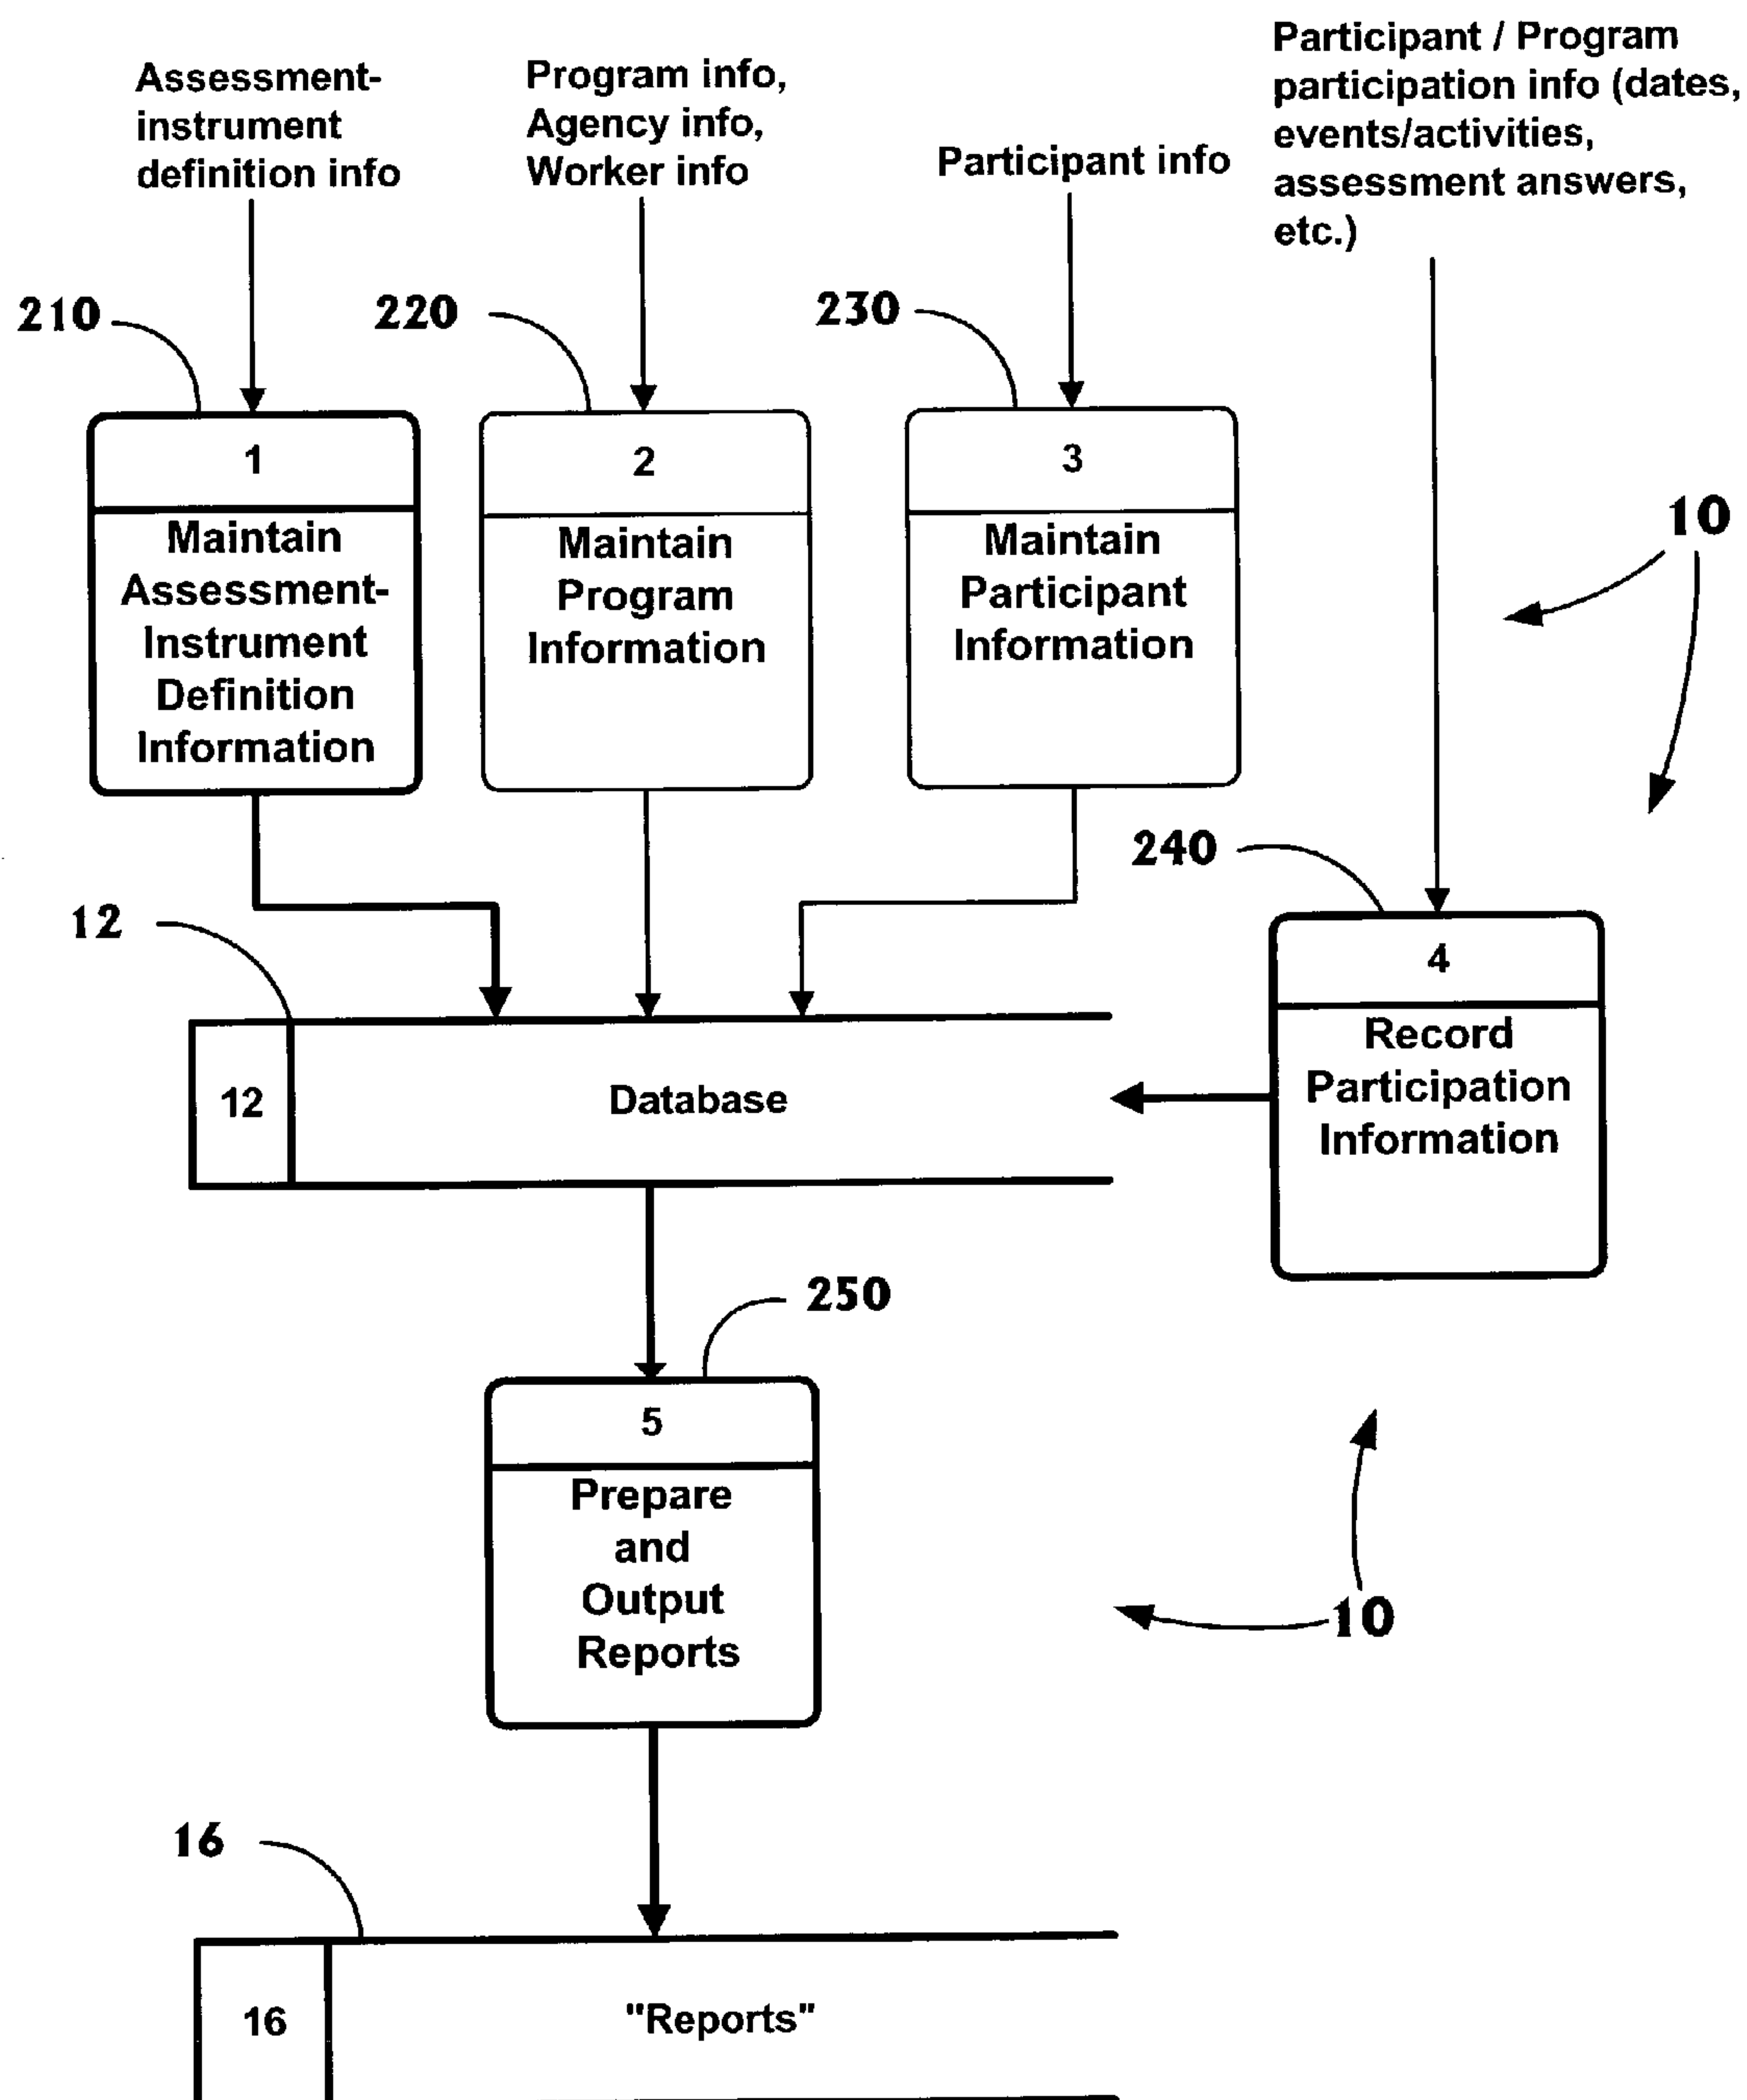 Assessment-
instrument
definition info
Program info,
Agency info,
Worker info
Participant info
Participant / Program
participation info (dates,
events/activities,
assessment answers,
etc.)
210
220
230
1
Maintain
Assessment-
Instrument
Definition
Information
2
Maintain
Program
Information
3
Maintain
Participant
Information
10
240
12
4
Record
Participation
Information
12
Database
250
5
Prepare
and
Output
Reports
10
16
16
"Reports"